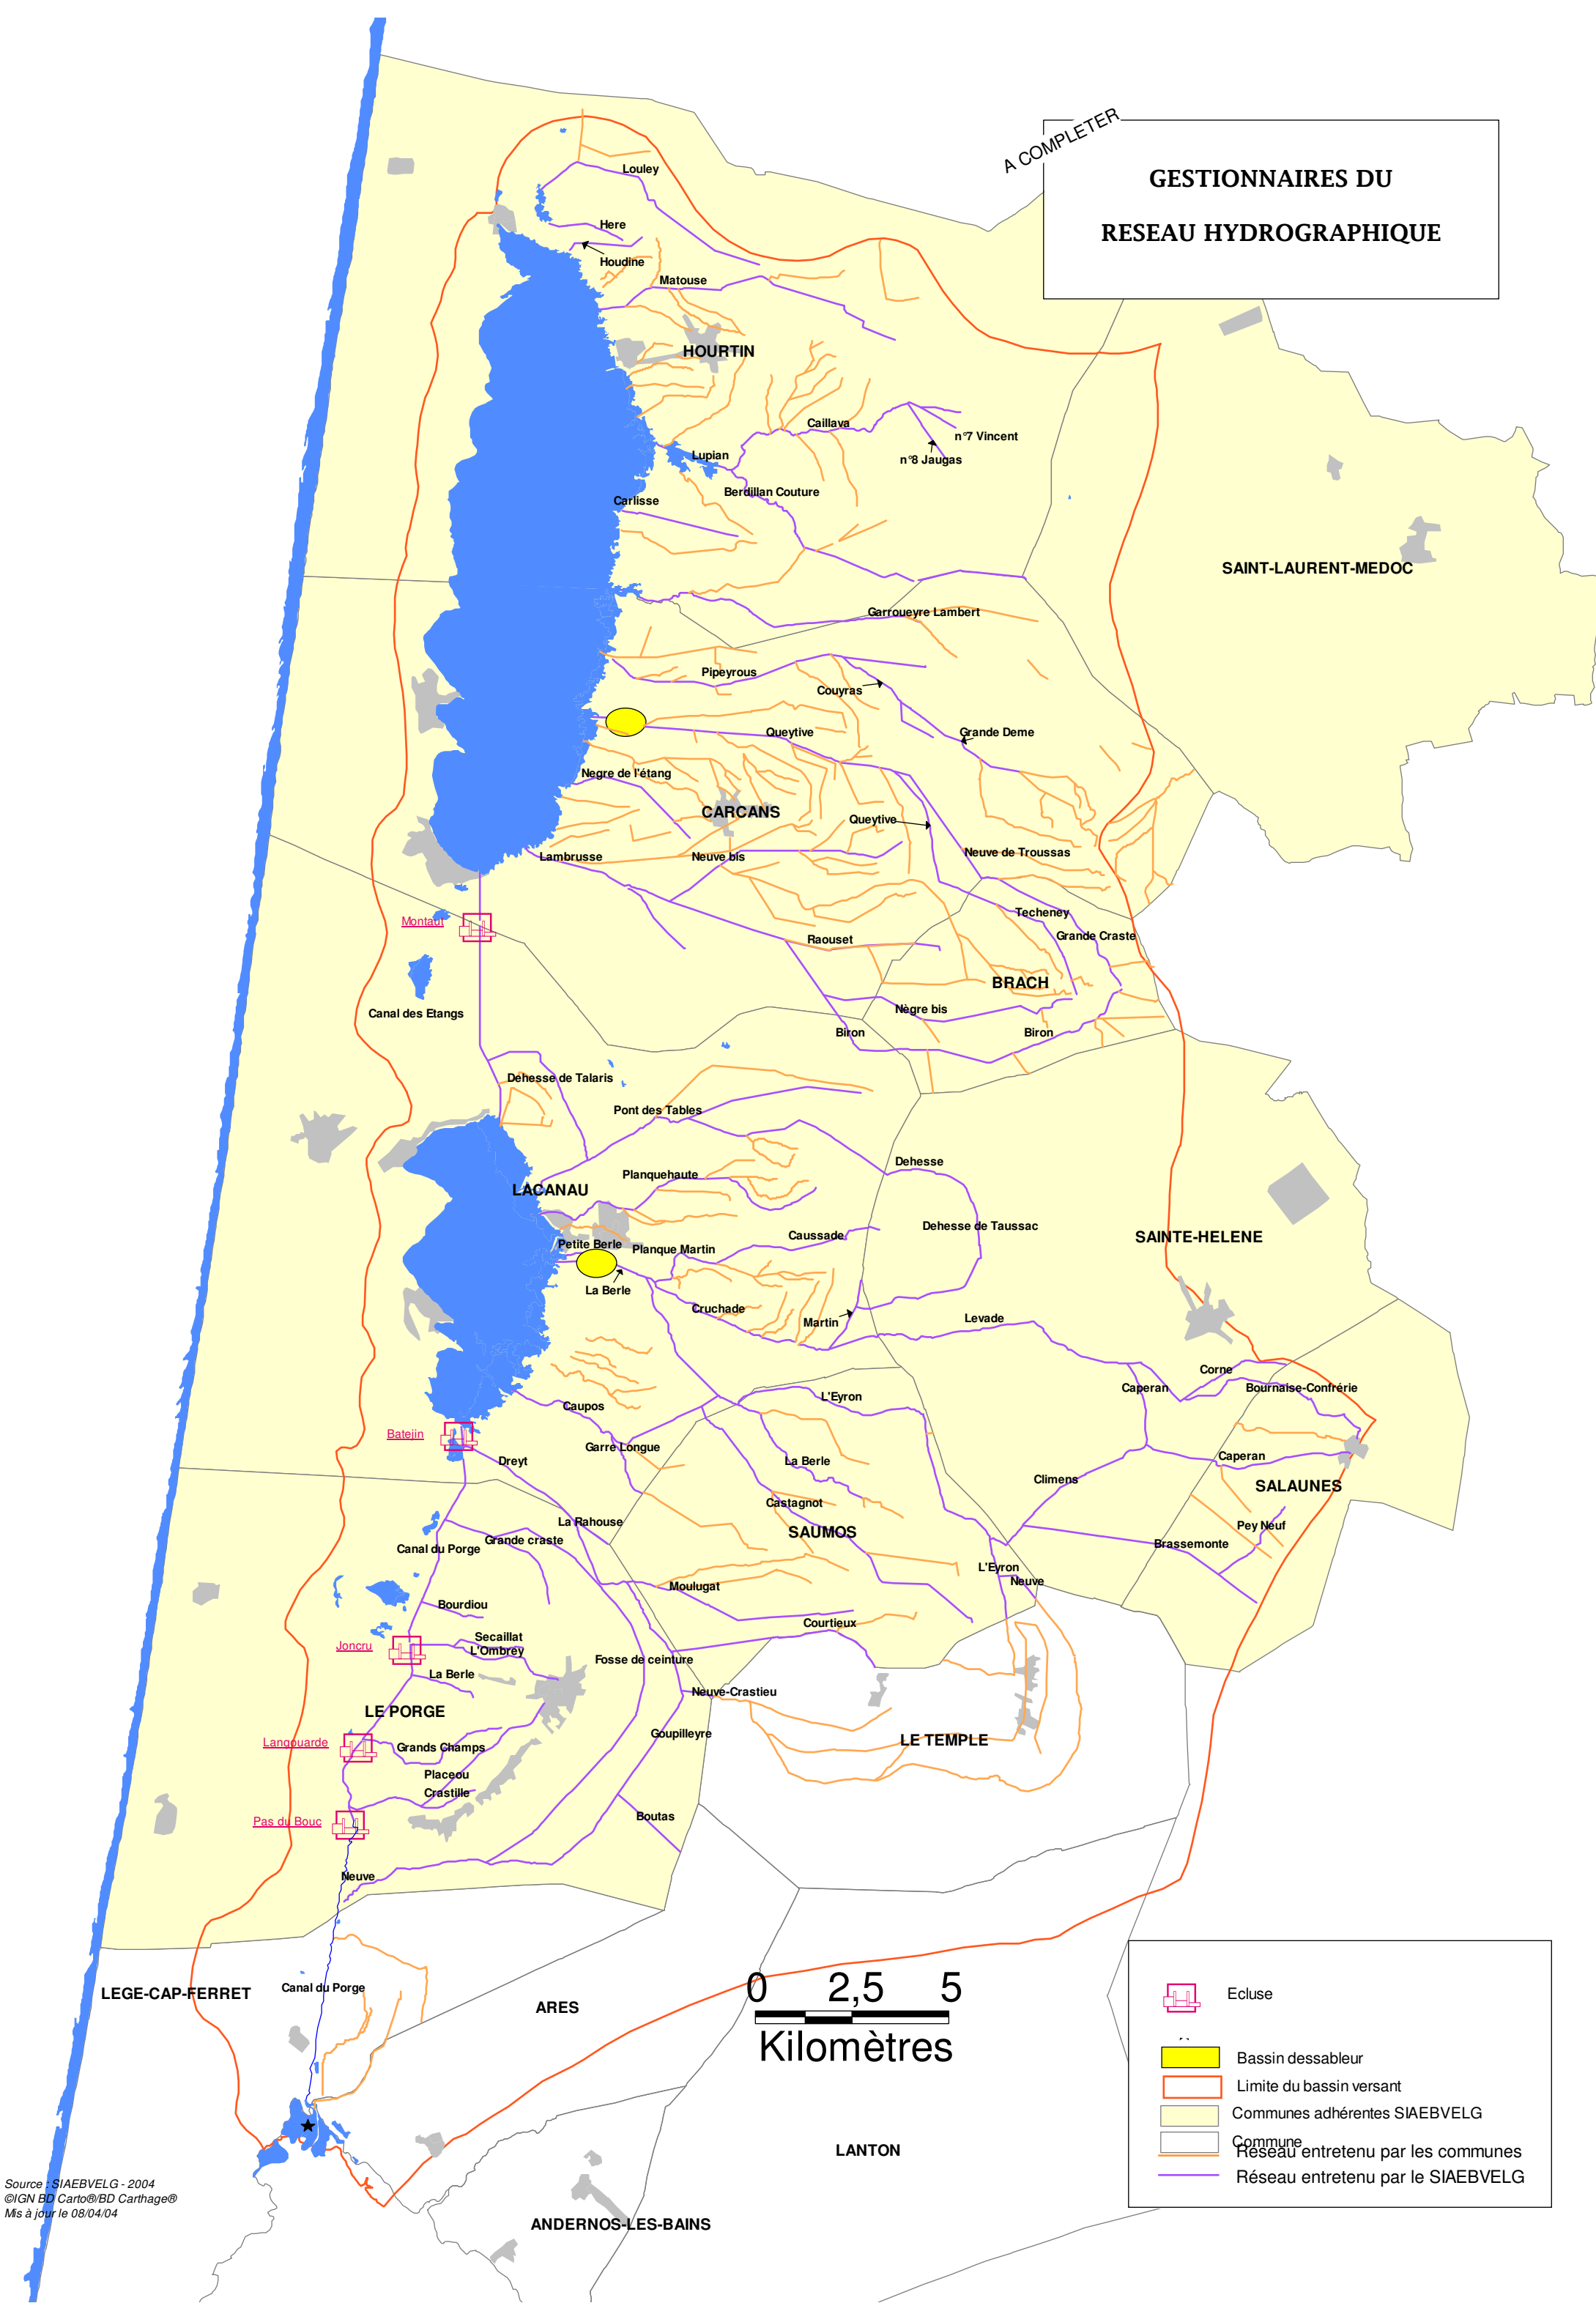 A COMPLETER
GESTIONNAIRES DU
RESEAU HYDROGRAPHIQUE
Louley
Here
Houdine
Matouse
HOURTIN
Caillava
n°7 Vincent
n°8 Jaugas
Lupian
Berdillan Couture
Carlisse
SAINT-LAURENT-MEDOC
Garroueyre Lambert
Pipeyrous
Couyras
Queytive
Grande Deme
Negre de l'étang
CARCANS
Queytive
Lambrusse
Neuve bis
Neuve de Troussas
Techeney
Montaut
Raouset
Grande Craste
BRACH
Canal des Etangs
Nègre bis
Biron
Biron
Dehesse de Talaris
Pont des Tables
Dehesse
Planquehaute
LACANAU
Dehesse de Taussac
Caussade
SAINTE-HELENE
Petite Berle
Planque Martin
La Berle
Cruchade
Martin
Levade
Corne
Caperan
Bournaise-Confrérie
L'Eyron
Caupos
Batejin
Garre Longue
Dreyt
La Berle
Caperan
Climens
SALAUNES
Castagnot
La Rahouse
SAUMOS
Pey Neuf
Grande craste
Canal du Porge
Brassemonte
L'Eyron
Neuve
Moulugat
Bourdiou
Courtieux
Secaillat
Joncru
L'Ombrey
Fosse de ceinture
La Berle
Neuve-Crastieu
LE PORGE
Goupilleyre
LE TEMPLE
Langouarde
Grands Champs
Placeou
Crastille
Pas du Bouc
Boutas
Neuve
LEGE-CAP-FERRET
Canal du Porge
ARES
0 2,5 5
Kilomètres
Ecluse
Bassin dessableur
Limite du bassin versant
Communes adhérentes SIAEBVELG
Commune
Réseau entretenu par les communes
Réseau entretenu par le SIAEBVELG
LANTON
ANDERNOS-LES-BAINS
Source : SIAEBVELG - 2004
©IGN BD Carto®/BD Carthage®
Mis à jour le 08/04/04